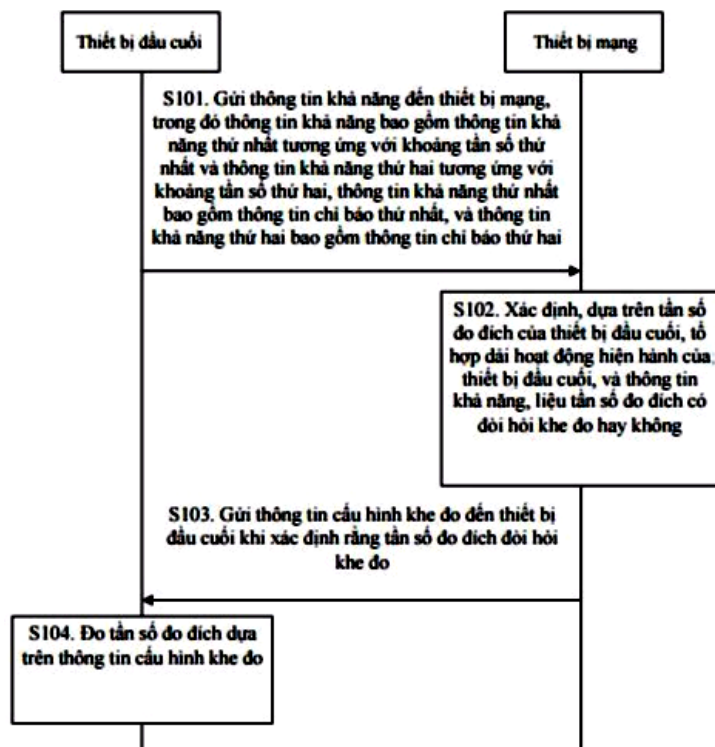 Thiết bị đầu cuối
Thiết bị mạng
S101. Gửi thông tin khả năng đến thiết bị mạng,
trong đó thông tin khả năng bao gồm thông tin khả
năng thứ nhất tương ứng với khoảng tần số thứ
nhất và thông tin khả năng thứ hai tương ứng với
khoảng tần số thứ hai, thông tin khả năng thứ nhất
bao gồm thông tin chỉ báo thứ nhất, và thông tin
khả năng thứ hai bao gồm thông tin chỉ báo thứ hai
S102. Xác định, dựa trên tần số
đo đích của thiết bị đầu cuối, tổ
hợp dải hoạt động hiện hành của
thiết bị đầu cuối, và thông tin
khả năng, liệu tần số đo đích có
đòi hỏi khe đo hay không
S103. Gửi thông tin cấu hình khe đo đến thiết bị
đầu cuối khi xác định rằng tần số đo đích đòi hỏi
khe đo
S104. Đo tần số đo đích dựa
trên thông tin cấu hình khe đo